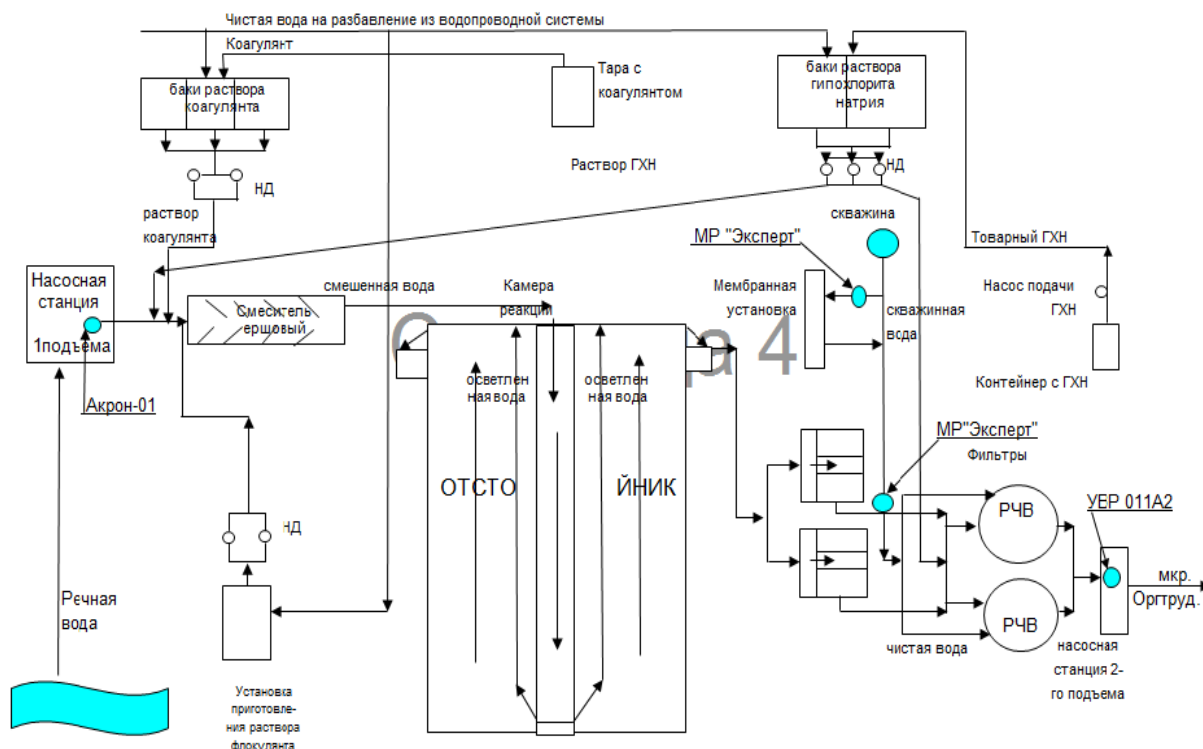 Чистая вода на разбавление из водопроводной системы
Коагулянт
баки раствора
коагулянта
Тара с
коагулянтом
баки раствора
гипохлорита
натрия
Раствор ГХН
НД
НД
раствор
коагулянта
скважина
МР "Эксперт"
Товарный ГХН
Насосная
станция
1подъема
Смеситель
ершовый
смешенная вода
Камера
реакции
Мембранная
установка
скважинная
вода
Насос подачи
ГХН
Контейнер с ГХН
Акрон-01
осветлен
ная вода
осветлен
ная вода
МР"Эксперт"
Фильтры
ОТСТО
ЙНИК
РЧВ
УЕР 011А2
НД
мкр.
Оргтруд.
Речная
вода
РЧВ
чистая вода
насосная
станция 2-
го подъема
Установка
приготовле-
ния раствора
флокулянта